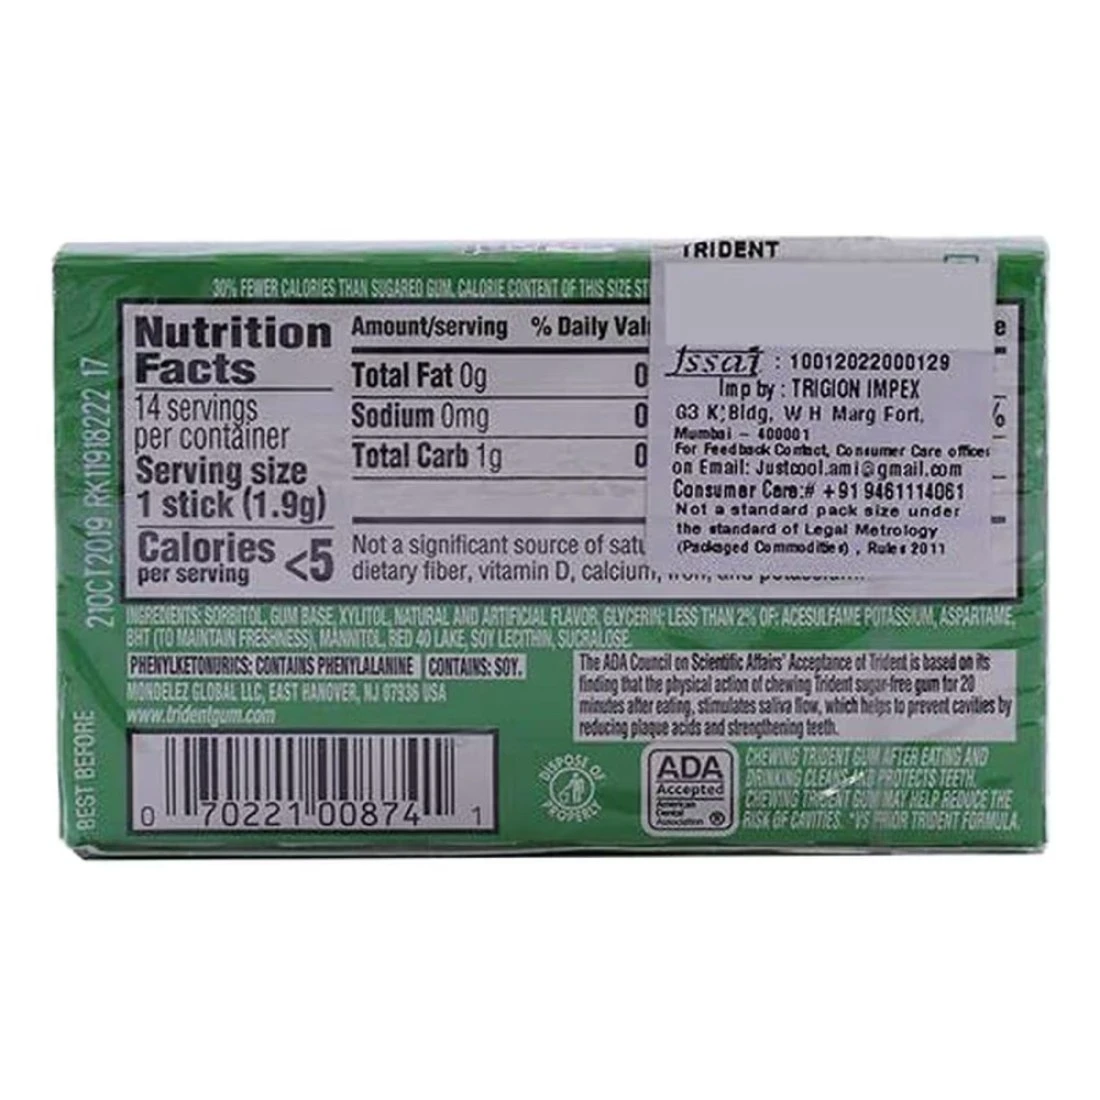 TRIDENT
30% FEWER CALORIES THAN SUGARED GUM. CALORIE CONTENT OF THIS SIZE ST
Nutrition
Facts
14 servings
per container
Serving size
1 stick (1.9g)
Calories
per serving
<5
Amount/serving % Daily Val
e
Total Fat 0g 0
Sodium 0mg 0
%
Total Carb 1g 0
Not a significant source of satu
dietary fiber, vitamin D, calcium, iron, and potassium.
fssai : 10012022000129
Imp by : TRIGION IMPEX
G3 K, Bldg, W H Marg Fort,
Mumbai - 400001
For Feedback Contact, Consumer Care offices
on Email: Justcool.ami@gmail.com
Consumer Care:# +91 9461114061
Not a standard pack size under
the standard of Legal Metrology
(Packaged Commodities) , Rules 2011
INGREDIENTS: SORBITOL, GUM BASE, XYLITOL, NATURAL AND ARTIFICIAL FLAVOR, GLYCERIN; LESS THAN 2% OF: ACESULFAME POTASSIUM, ASPARTAME,
BHT (TO MAINTAIN FRESHNESS), MANNITOL, RED 40 LAKE, SOY LECITHIN, SUCRALOSE.
PHENYLKETONURICS: CONTAINS PHENYLALANINE CONTAINS: SOY.
MONDELEZ GLOBAL LLC, EAST HANOVER, NJ 07936 USA
www.tridentgum.com
The ADA Council on Scientific Affairs' Acceptance of Trident is based on its
finding that the physical action of chewing Trident sugar-free gum for 20
minutes after eating, stimulates saliva flow, which helps to prevent cavities by
reducing plaque acids and strengthening teeth.
0 70221 00874 1
DISPOSE OF
PROPERLY
ADA
Accepted
American
Dental
Association ®
CHEWING TRIDENT GUM AFTER EATING AND
DRINKING CLEANS AND PROTECTS TEETH.
CHEWING TRIDENT GUM MAY HELP REDUCE THE
RISK OF CAVITIES. *VS PRIOR TRIDENT FORMULA.
BEST BEFORE
21OCT2019 RK11918222 17